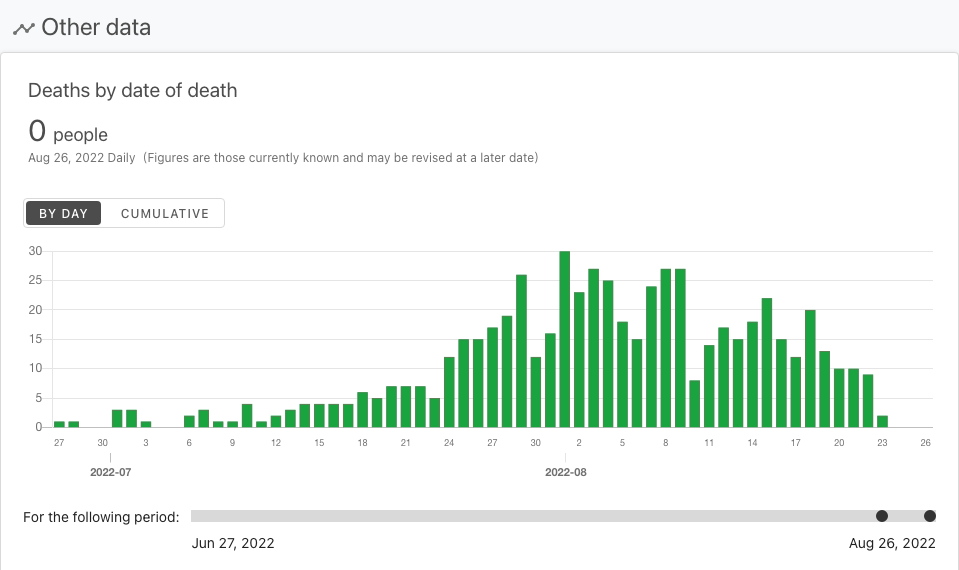 Other data
Deaths by date of death
0 people
Aug 26, 2022 Daily (Figures are those currently known and may be revised at a later date)
BY DAY CUMULATIVE
30
25
20
15
10
5
0
27 30 3 6 9 12 15 18 21 24 27 30 2 5 8 11 14 17 20 23 26
2022-07 2022-08
For the following period:
Jun 27, 2022 Aug 26, 2022